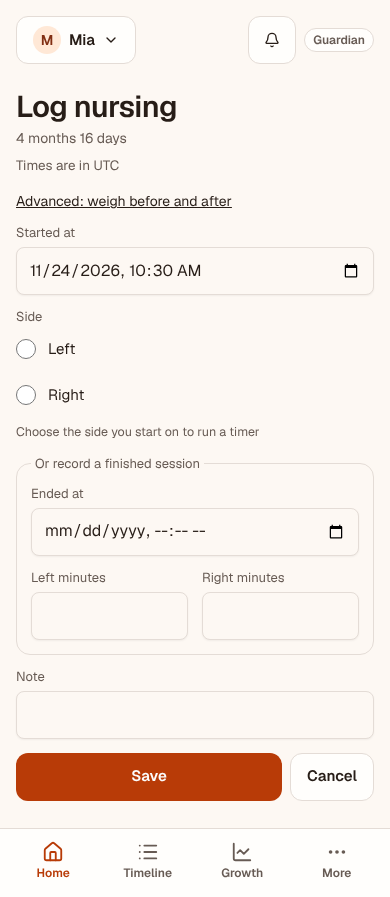 M Mia
Guardian
Log nursing
4 months 16 days
Times are in UTC
Advanced: weigh before and after
Started at
11/24/2026, 10:30 AM
Side
Left
Right
Choose the side you start on to run a timer
Or record a finished session
Ended at
mm/dd/yyyy, --:-- --
Left minutes Right minutes
Note
Save Cancel
Home Timeline Growth More